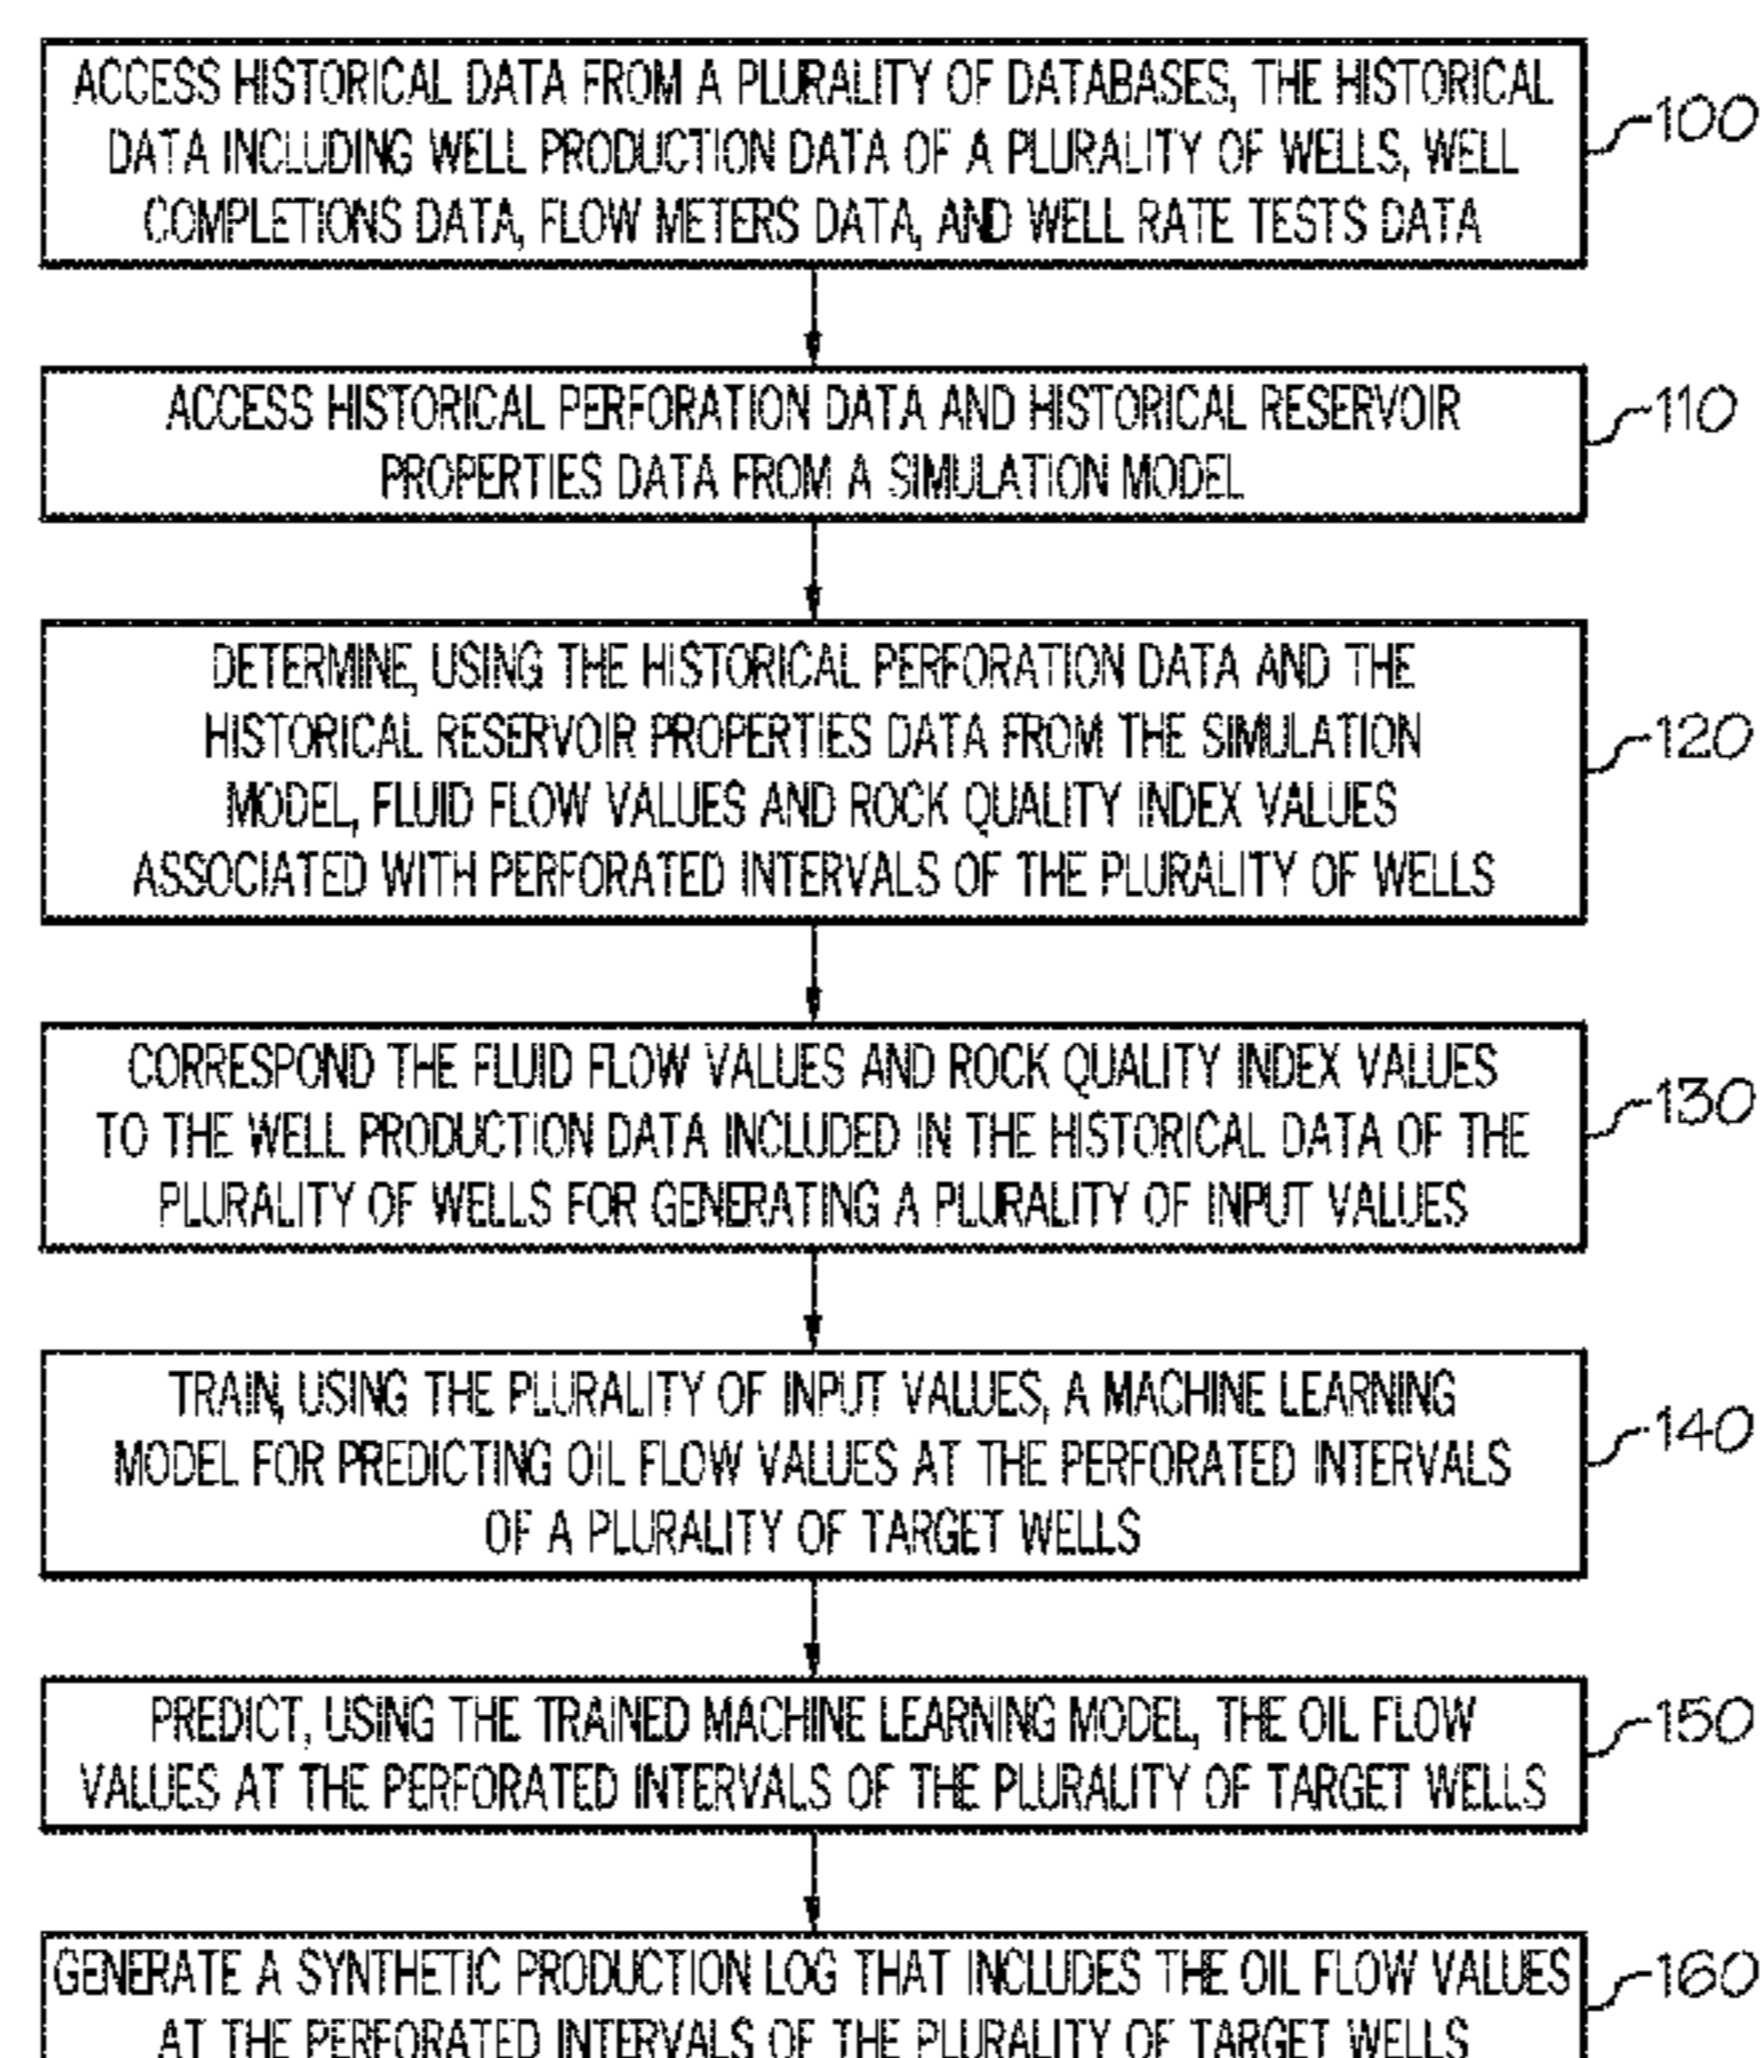 ACCESS HISTORICAL DATA FROM A PLURALITY OF DATABASES, THE HISTORICAL
DATA INCLUDING WELL PRODUCTION DATA OF A PLURALITY OF WELLS, WELL
COMPLETIONS DATA, FLOW METERS DATA, AND WELL RATE TESTS DATA
100
ACCESS HISTORICAL PERFORATION DATA AND HISTORICAL RESERVOIR
PROPERTIES DATA FROM A SIMULATION MODEL
110
DETERMINE, USING THE HISTORICAL PERFORATION DATA AND THE
HISTORICAL RESERVOIR PROPERTIES DATA FROM THE SIMULATION
MODEL, FLUID FLOW VALUES AND ROCK QUALITY INDEX VALUES
ASSOCIATED WITH PERFORATED INTERVALS OF THE PLURALITY OF WELLS
120
CORRESPOND THE FLUID FLOW VALUES AND ROCK QUALITY INDEX VALUES
TO THE WELL PRODUCTION DATA INCLUDED IN THE HISTORICAL DATA OF THE
PLURALITY OF WELLS FOR GENERATING A PLURALITY OF INPUT VALUES
130
TRAIN, USING THE PLURALITY OF INPUT VALUES, A MACHINE LEARNING
MODEL FOR PREDICTING OIL FLOW VALUES AT THE PERFORATED INTERVALS
OF A PLURALITY OF TARGET WELLS
140
PREDICT, USING THE TRAINED MACHINE LEARNING MODEL, THE OIL FLOW
VALUES AT THE PERFORATED INTERVALS OF THE PLURALITY OF TARGET WELLS
150
GENERATE A SYNTHETIC PRODUCTION LOG THAT INCLUDES THE OIL FLOW VALUES
AT THE PERFORATED INTERVALS OF THE PLURALITY OF TARGET WELLS
160